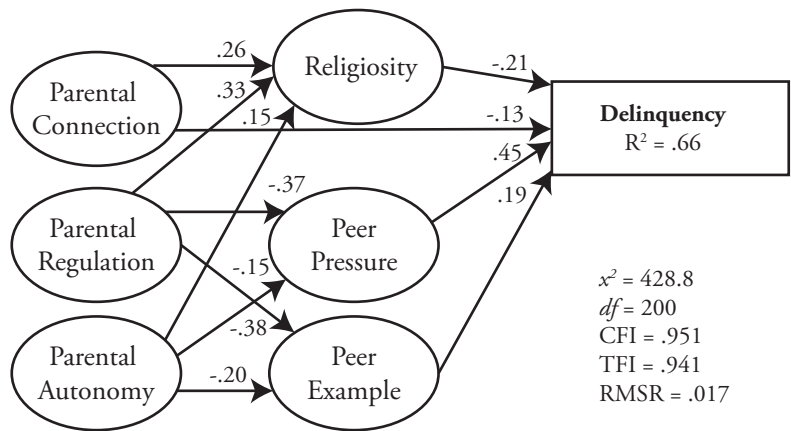 .26
Religiosity
-.21
Parental
Connection
.33
.15
-.13
Delinquency
R² = .66
.45
.19
-.37
Parental
Regulation
Peer
Pressure
-.15
-.38
Parental
Autonomy
-.20
Peer
Example
x² = 428.8
df = 200
CFI = .951
TFI = .941
RMSR = .017